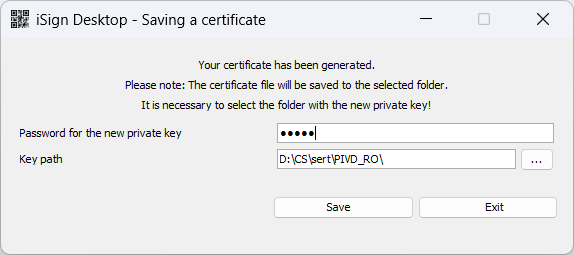 iSign Desktop - Saving a certificate
Your certificate has been generated.
Please note: The certificate file will be saved to the selected folder.
It is necessary to select the folder with the new private key!
Password for the new private key ●●●●●
Key path D:\CS\sert\PIVD_RO\ ...
Save Exit